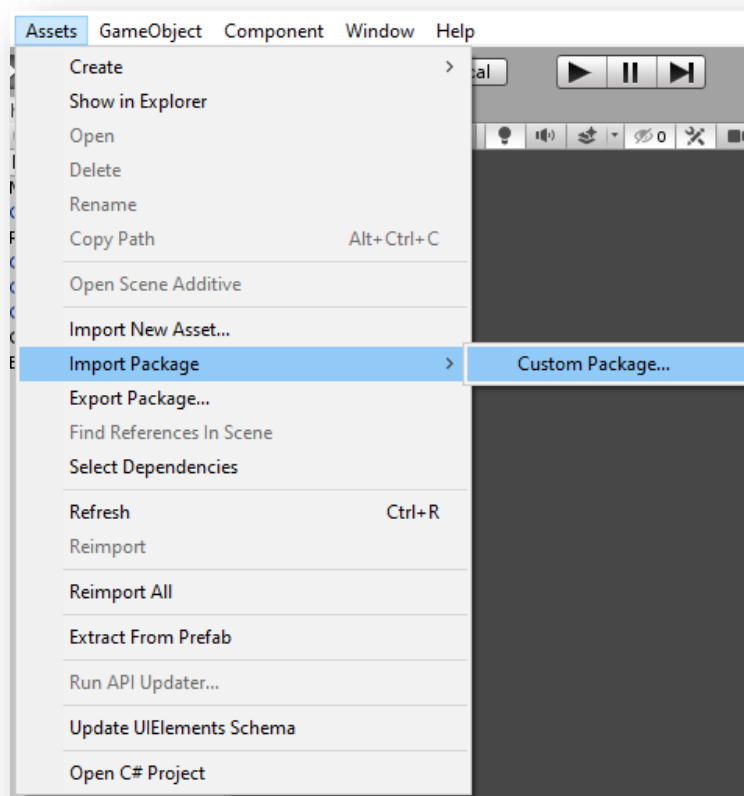 Assets GameObject Component Window Help
Create
Show in Explorer
Open
Delete
Rename
Copy Path Alt+Ctrl+C
Open Scene Additive
Import New Asset...
Import Package Custom Package...
Export Package...
Find References In Scene
Select Dependencies
Refresh Ctrl+R
Reimport
Reimport All
Extract From Prefab
Run API Updater...
Update UIElements Schema
Open C# Project
0